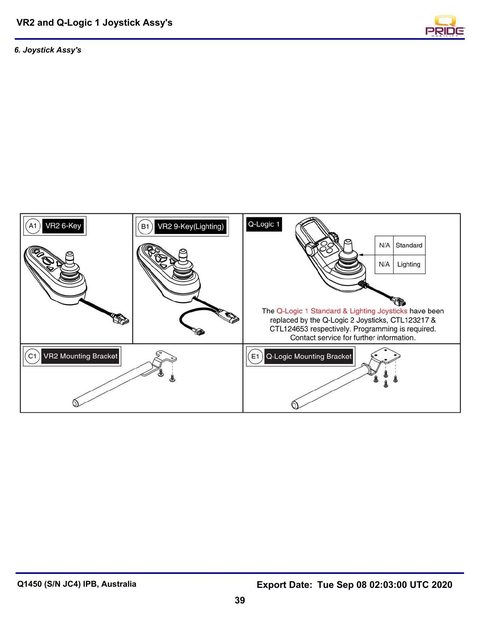 VR2 and Q-Logic 1 Joystick Assy's
Q
PRIDE
6. Joystick Assy's
A1 VR2 6-Key
B1 VR2 9-Key(Lighting)
Q-Logic 1
N/A Standard
N/A Lighting
The Q-Logic 1 Standard & Lighting Joysticks have been
replaced by the Q-Logic 2 Joysticks, CTL123217 &
CTL124653 respectively. Programming is required.
Contact service for further information.
C1 VR2 Mounting Bracket
E1 Q-Logic Mounting Bracket
Q1450 (S/N JC4) IPB, Australia
Export Date: Tue Sep 08 02:03:00 UTC 2020
39